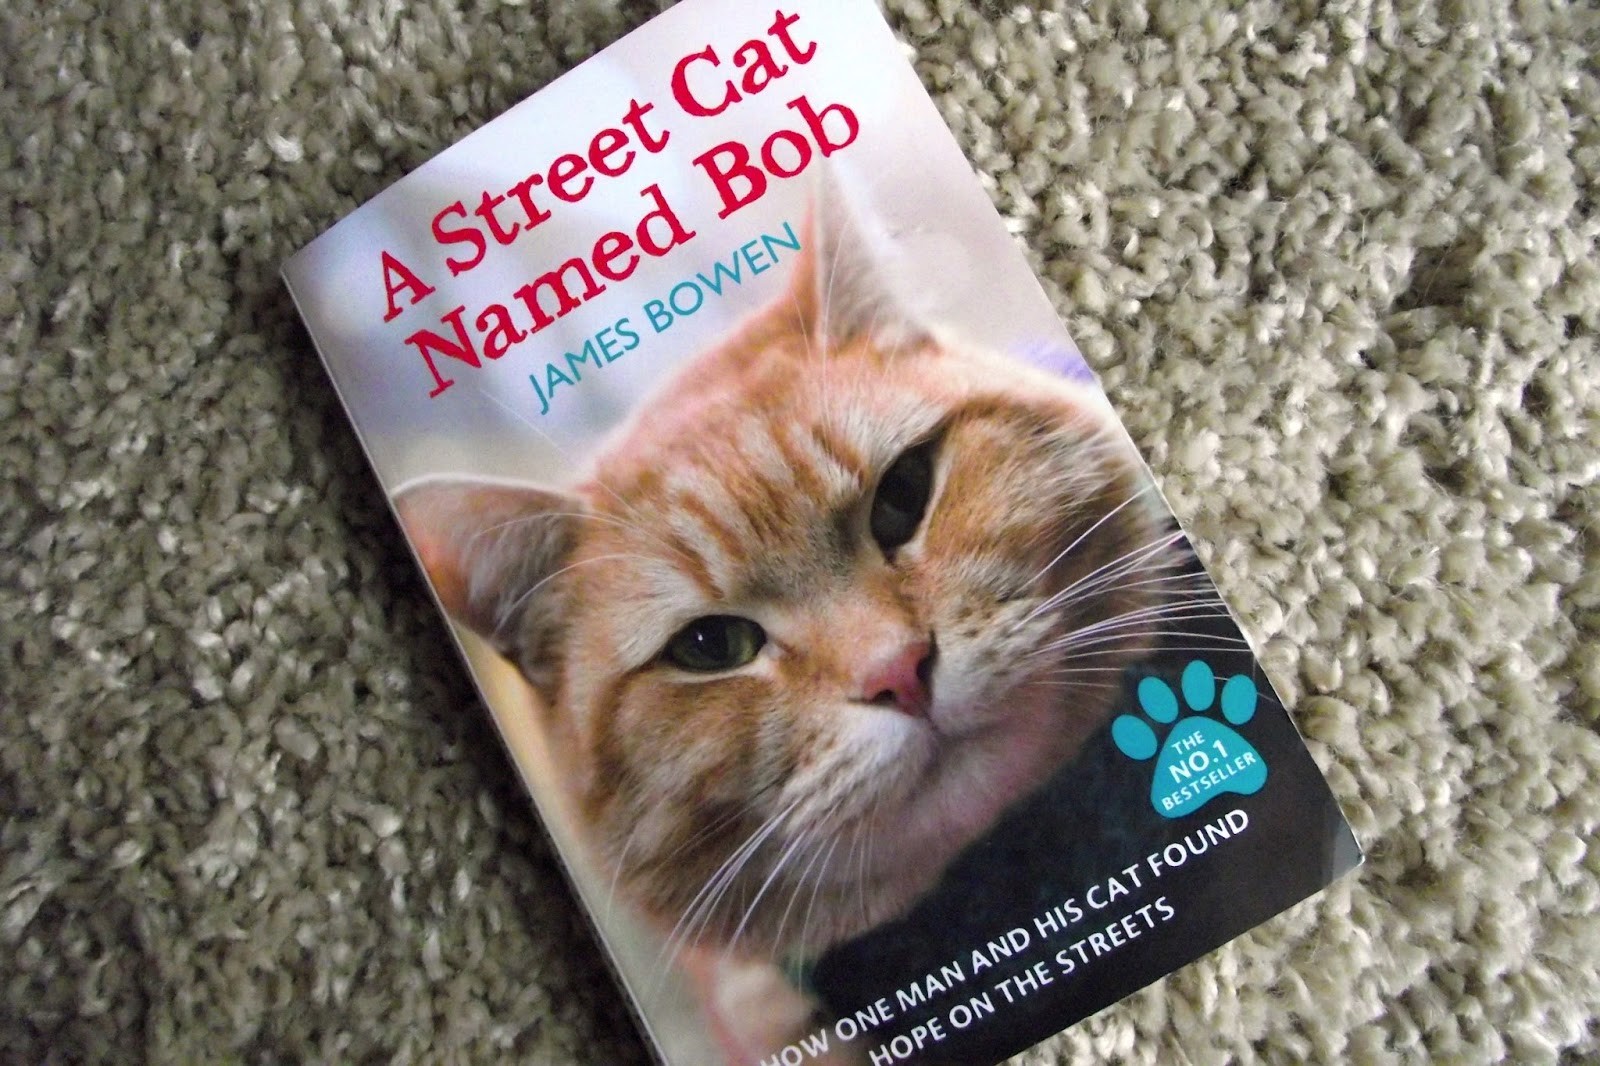 A Street Cat
Named Bob
JAMES BOWEN
THE
NO.1
BESTSELLER
HOW ONE MAN AND HIS CAT FOUND
HOPE ON THE STREETS